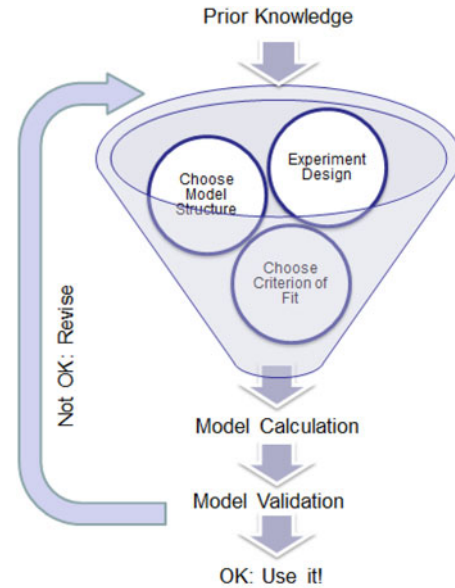 Prior Knowledge
Experiment
Design
Choose
Model
Structure
Choose
Criterion of
Fit
Not OK: Revise
Model Calculation
Model Validation
OK: Use it!